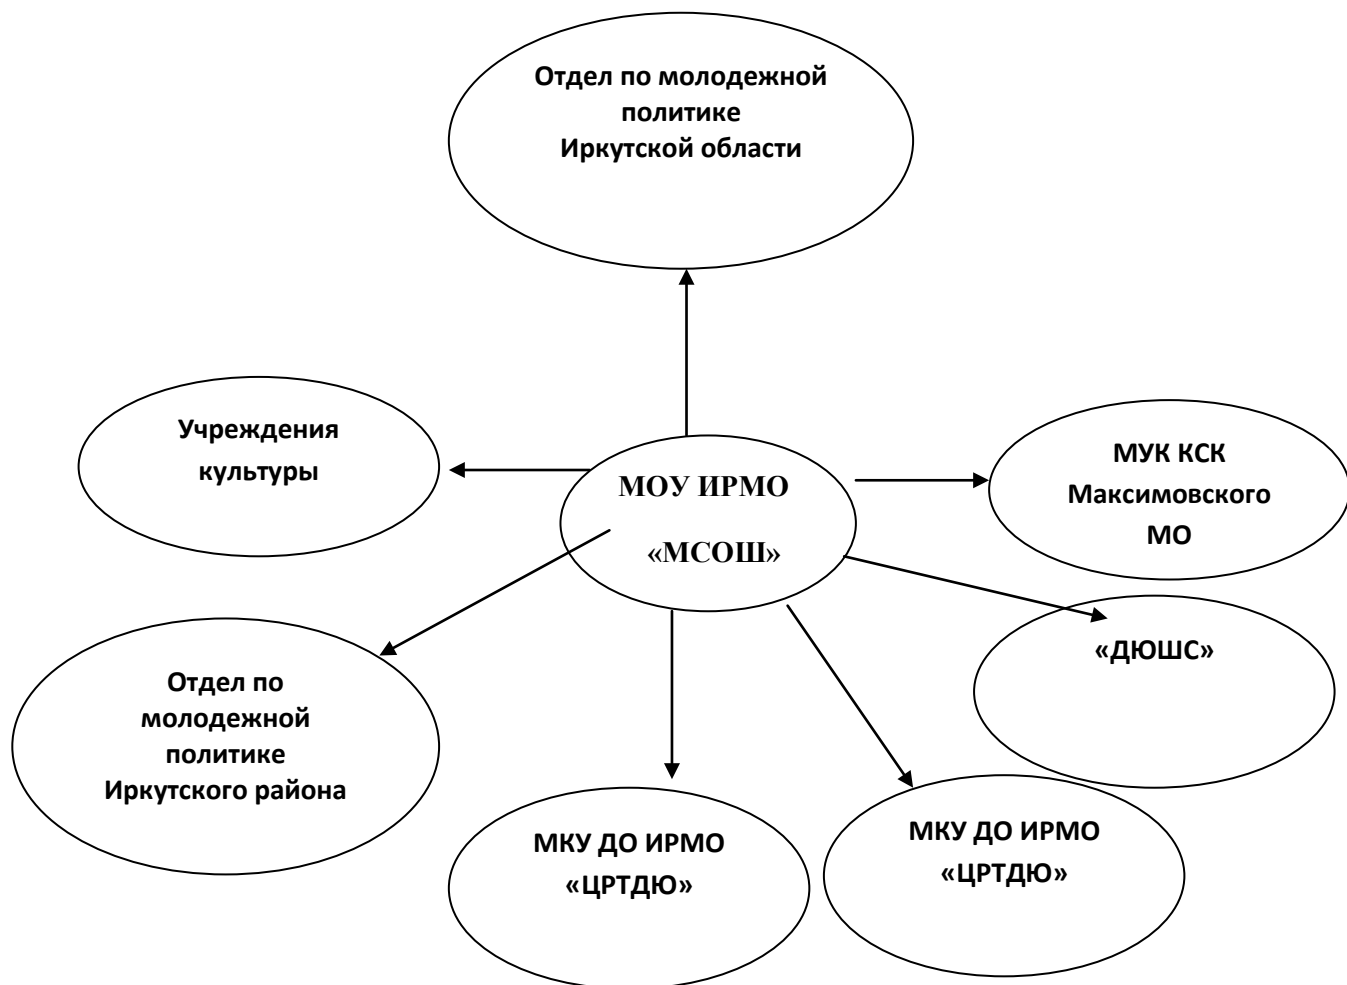 Отдел по молодежной
политике
Иркутской области
Учреждения
культуры
МОУ ИРМО
«МСОШ»
МУК КСК
Максимовского
МО
«ДЮШС»
Отдел по
молодежной
политике
Иркутского района
МКУ ДО ИРМО
«ЦРТДЮ»
МКУ ДО ИРМО
«ЦРТДЮ»